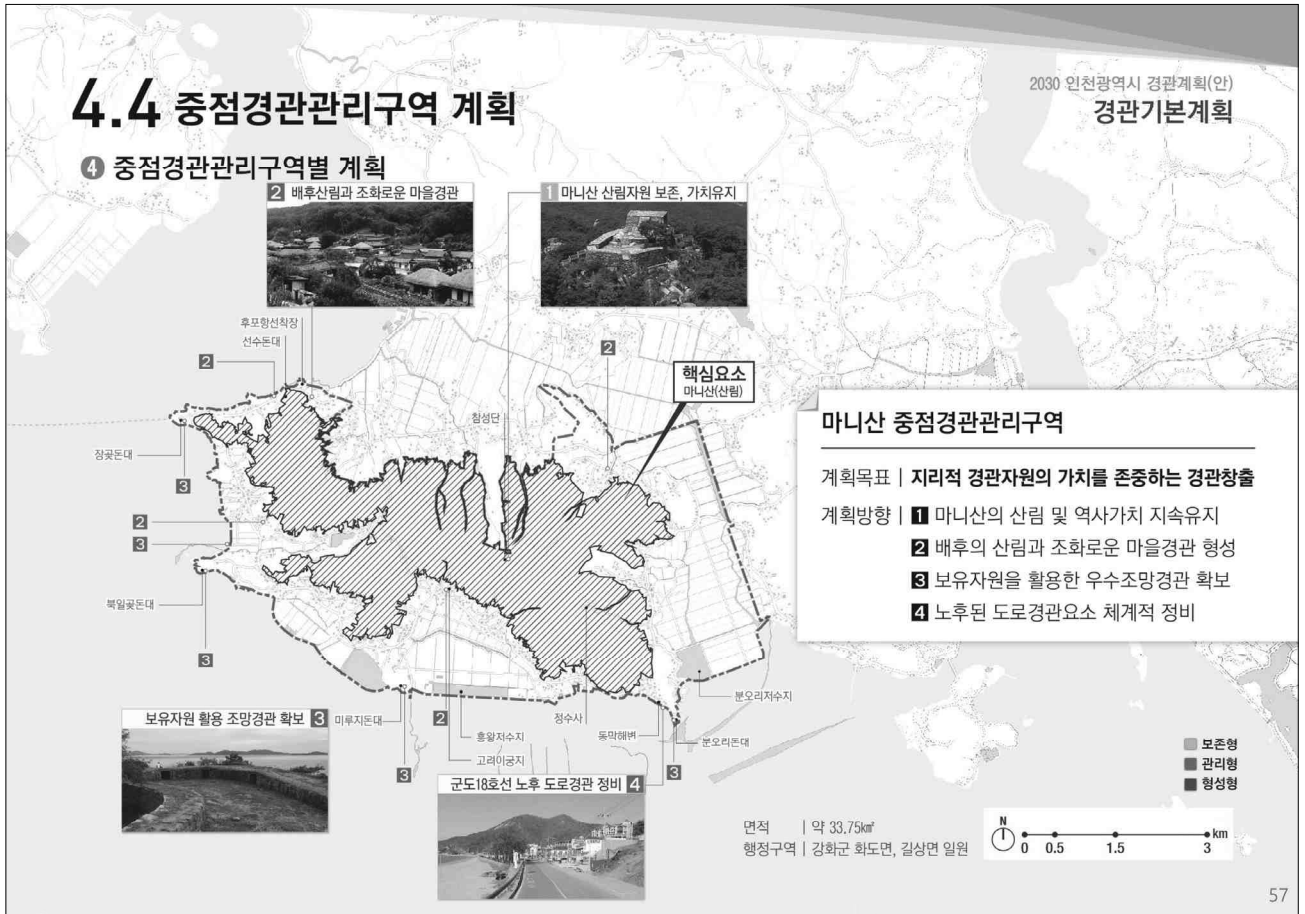 2030 인천광역시 경관계획(안)
경관기본계획
4.4 중점경관관리구역 계획
4 중점경관관리구역별 계획
2 배후산림과 조화로운 마을경관
1 마니산 산림자원 보존, 가치유지
후포항선착장
선수돈대
2
2
핵심요소
마니산(산림)
참성단
장곶돈대
3
2
3
북일곶돈대
3
마니산 중점경관관리구역
계획목표 | 지리적 경관자원의 가치를 존중하는 경관창출
계획방향 | 1 마니산의 산림 및 역사가치 지속유지
2 배후의 산림과 조화로운 마을경관 형성
3 보유자원을 활용한 우수조망경관 확보
4 노후된 도로경관요소 체계적 정비
보유자원 활용 조망경관 확보 3
미루지돈대
2
흥왕저수지
고려이궁지
정수사
동막해변
분오리저수지
분오리돈대
3
3
군도18호선 노후 도로경관 정비 4
보존형
관리형
형성형
면적 | 약 33.75㎢
행정구역 | 강화군 화도면, 길상면 일원
N
0 0.5 1.5 3 km
57